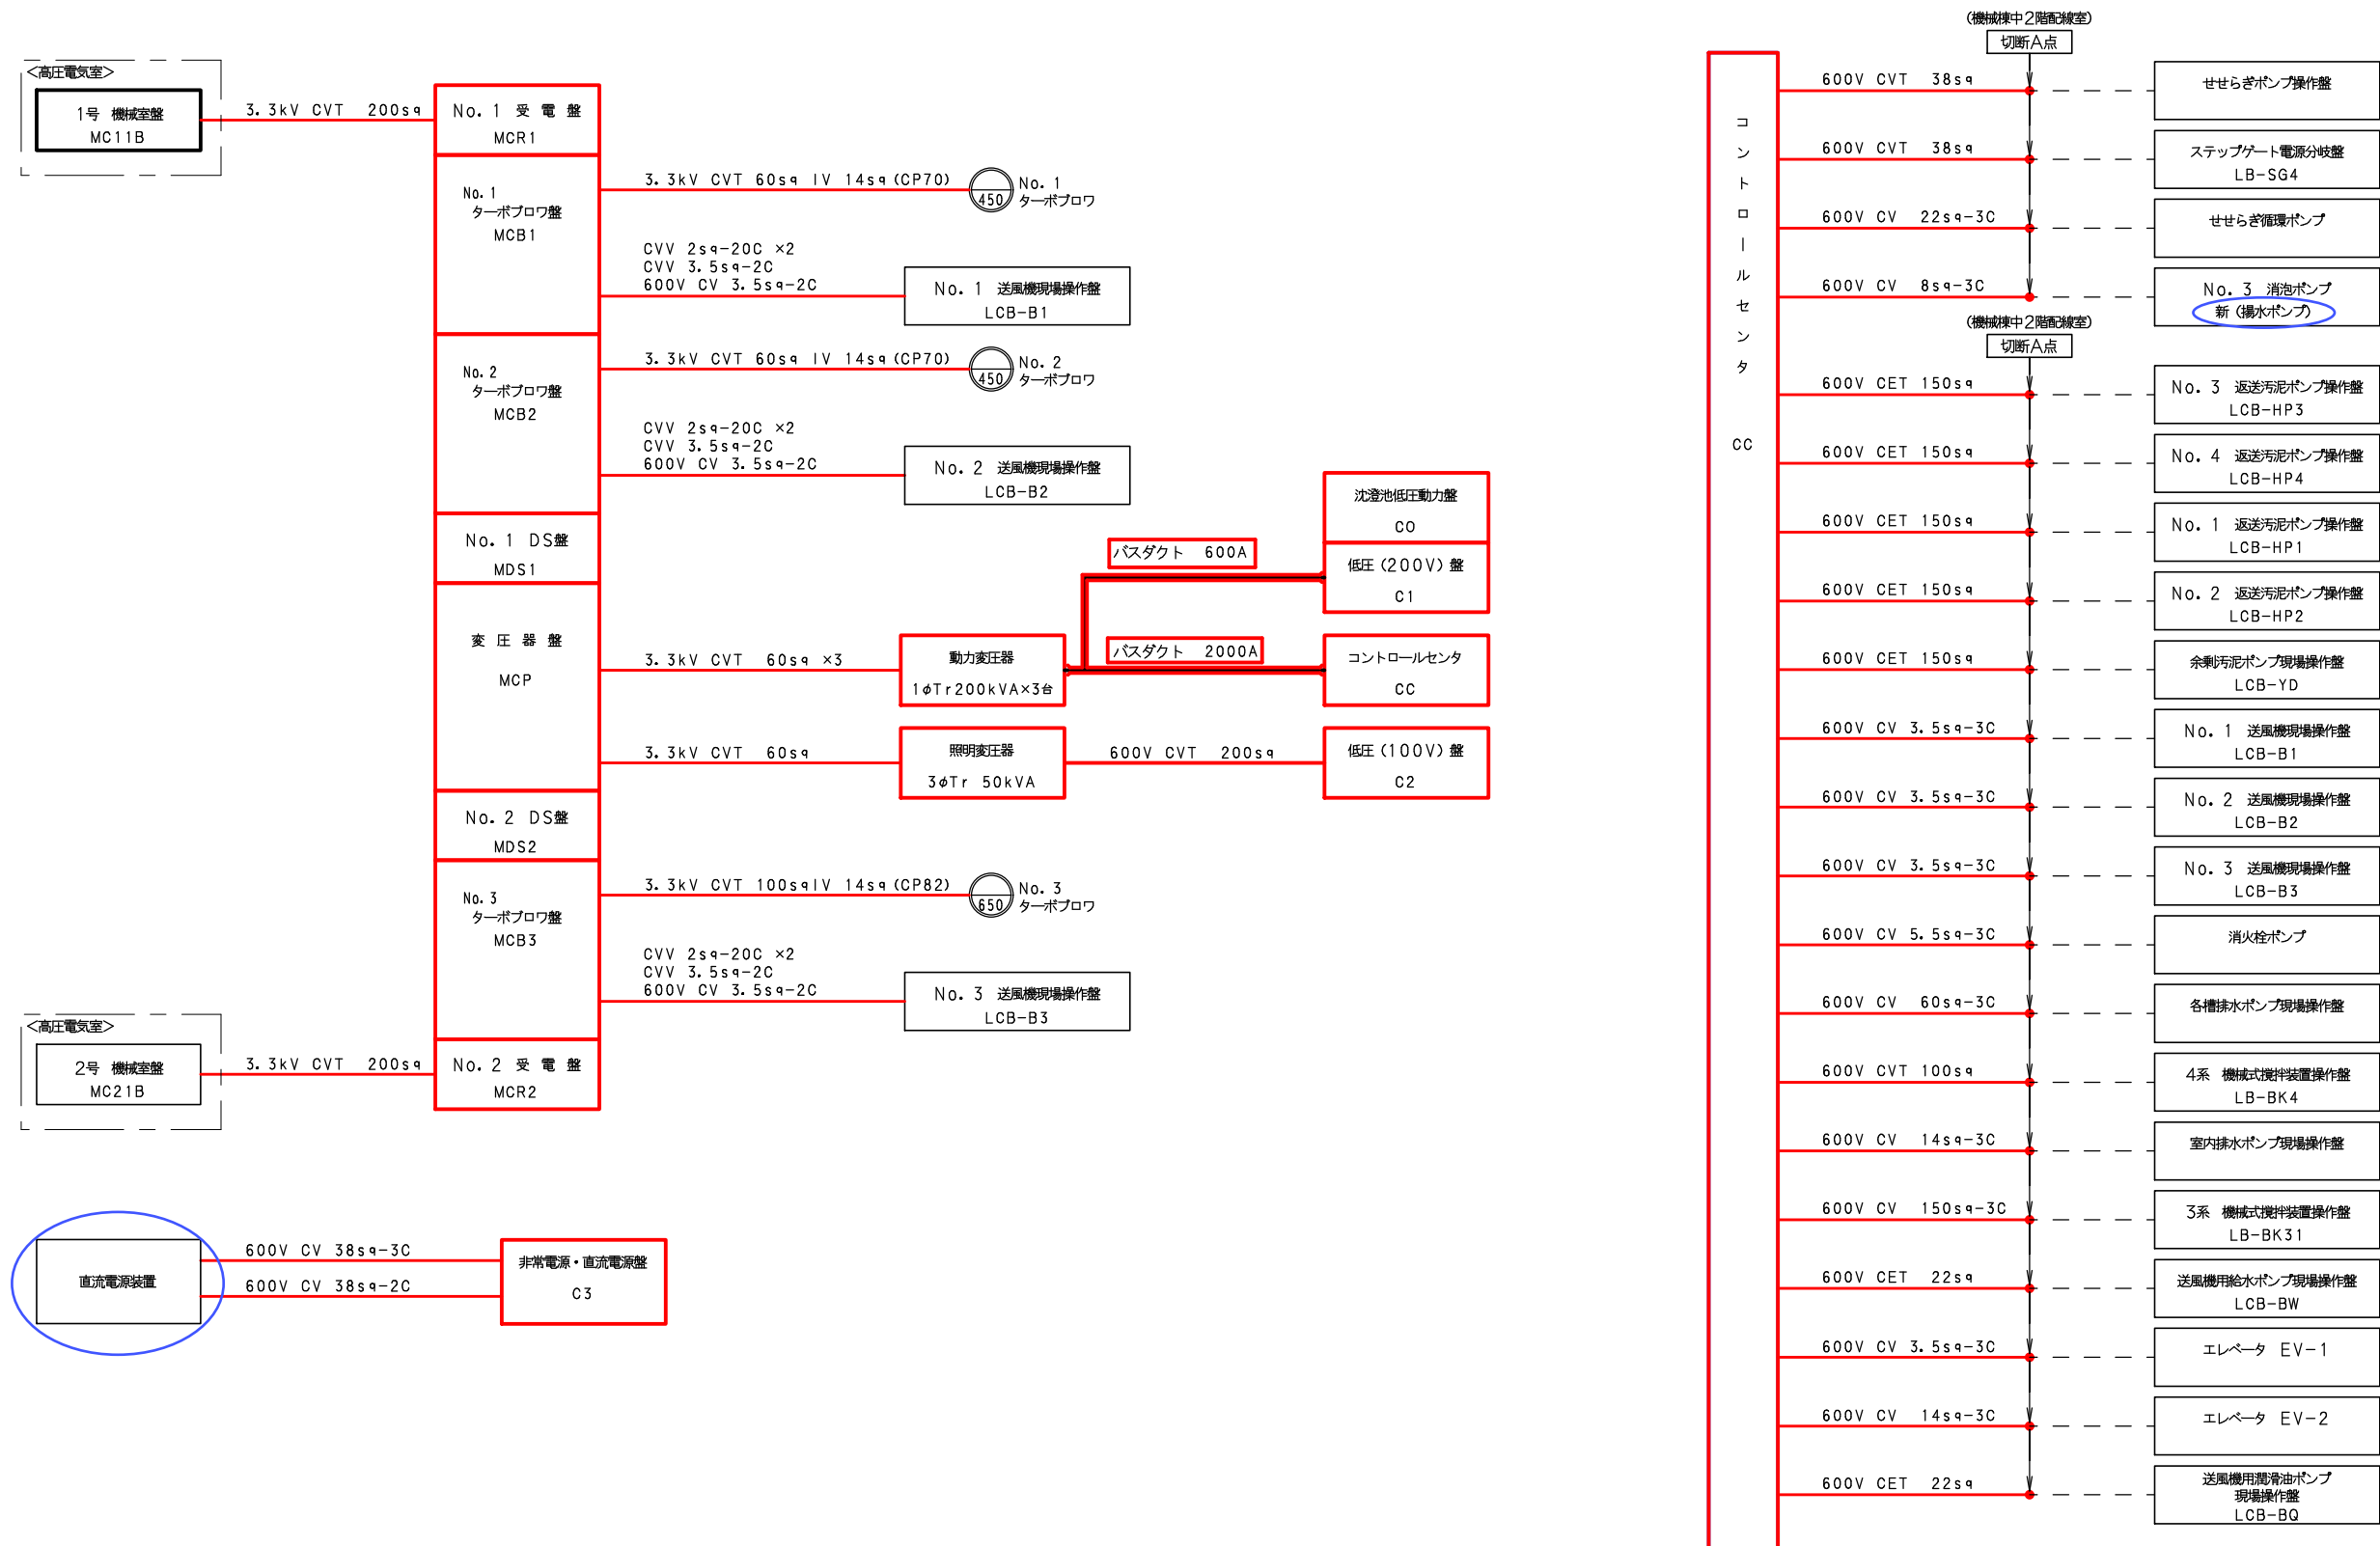 <高圧電気室>
1号 機械室盤
MC11B
3.3kV CVT 200sq
No.1 受電盤
MCR1
No.1
ターボブロワ盤
MCB1
3.3kV CVT 60sq IV 14sq(CP70)
450
No.1
ターボブロワ
CVV 2sq-20C ×2
CVV 3.5sq-2C
600V CV 3.5sq-2C
No.1 送風機現場操作盤
LCB-B1
No.2
ターボブロワ盤
MCB2
3.3kV CVT 60sq IV 14sq(CP70)
450
No.2
ターボブロワ
CVV 2sq-20C ×2
CVV 3.5sq-2C
600V CV 3.5sq-2C
No.2 送風機現場操作盤
LCB-B2
No.1 DS盤
MDS1
変圧器盤
MCP
3.3kV CVT 60sq ×3
動力変圧器
1φTr200kVA×3台
バスダクト 600A
沈澄池低圧動力盤
C0
低圧(200V)盤
C1
バスダクト 2000A
コントロールセンタ
CC
3.3kV CVT 60sq
照明変圧器
3φTr 50kVA
600V CVT 200sq
低圧(100V)盤
C2
No.2 DS盤
MDS2
No.3
ターボブロワ盤
MCB3
3.3kV CVT 100sqIV 14sq(CP82)
650
No.3
ターボブロワ
CVV 2sq-20C ×2
CVV 3.5sq-2C
600V CV 3.5sq-2C
No.3 送風機現場操作盤
LCB-B3
<高圧電気室>
2号 機械室盤
MC21B
3.3kV CVT 200sq
No.2 受電盤
MCR2
直流電源装置
600V CV 38sq-3C
600V CV 38sq-2C
非常電源・直流電源盤
C3
コントロールセンタ
CC
(機械棟中2階配線室)
切断A点
600V CVT 38sq
せせらぎポンプ操作盤
600V CVT 38sq
ステップゲート電源分岐盤
LB-SG4
600V CV 22sq-3C
せせらぎ循環ポンプ
600V CV 8sq-3C
No.3 消泡ポンプ
新(揚水ポンプ)
(機械棟中2階配線室)
切断A点
600V CET 150sq
No.3 返送汚泥ポンプ操作盤
LCB-HP3
600V CET 150sq
No.4 返送汚泥ポンプ操作盤
LCB-HP4
600V CET 150sq
No.1 返送汚泥ポンプ操作盤
LCB-HP1
600V CET 150sq
No.2 返送汚泥ポンプ操作盤
LCB-HP2
600V CET 150sq
余剰汚泥ポンプ現場操作盤
LCB-YD
600V CV 3.5sq-3C
No.1 送風機現場操作盤
LCB-B1
600V CV 3.5sq-3C
No.2 送風機現場操作盤
LCB-B2
600V CV 3.5sq-3C
No.3 送風機現場操作盤
LCB-B3
600V CV 5.5sq-3C
消火栓ポンプ
600V CV 60sq-3C
各槽排水ポンプ現場操作盤
600V CVT 100sq
4系 機械式撹拌装置操作盤
LB-BK4
600V CV 14sq-3C
室内排水ポンプ現場操作盤
600V CV 150sq-3C
3系 機械式撹拌装置操作盤
LB-BK31
600V CET 22sq
送風機用給水ポンプ現場操作盤
LCB-BW
600V CV 3.5sq-3C
エレベータ EV-1
600V CV 14sq-3C
エレベータ EV-2
600V CET 22sq
送風機用潤滑油ポンプ
現場操作盤
LCB-BQ